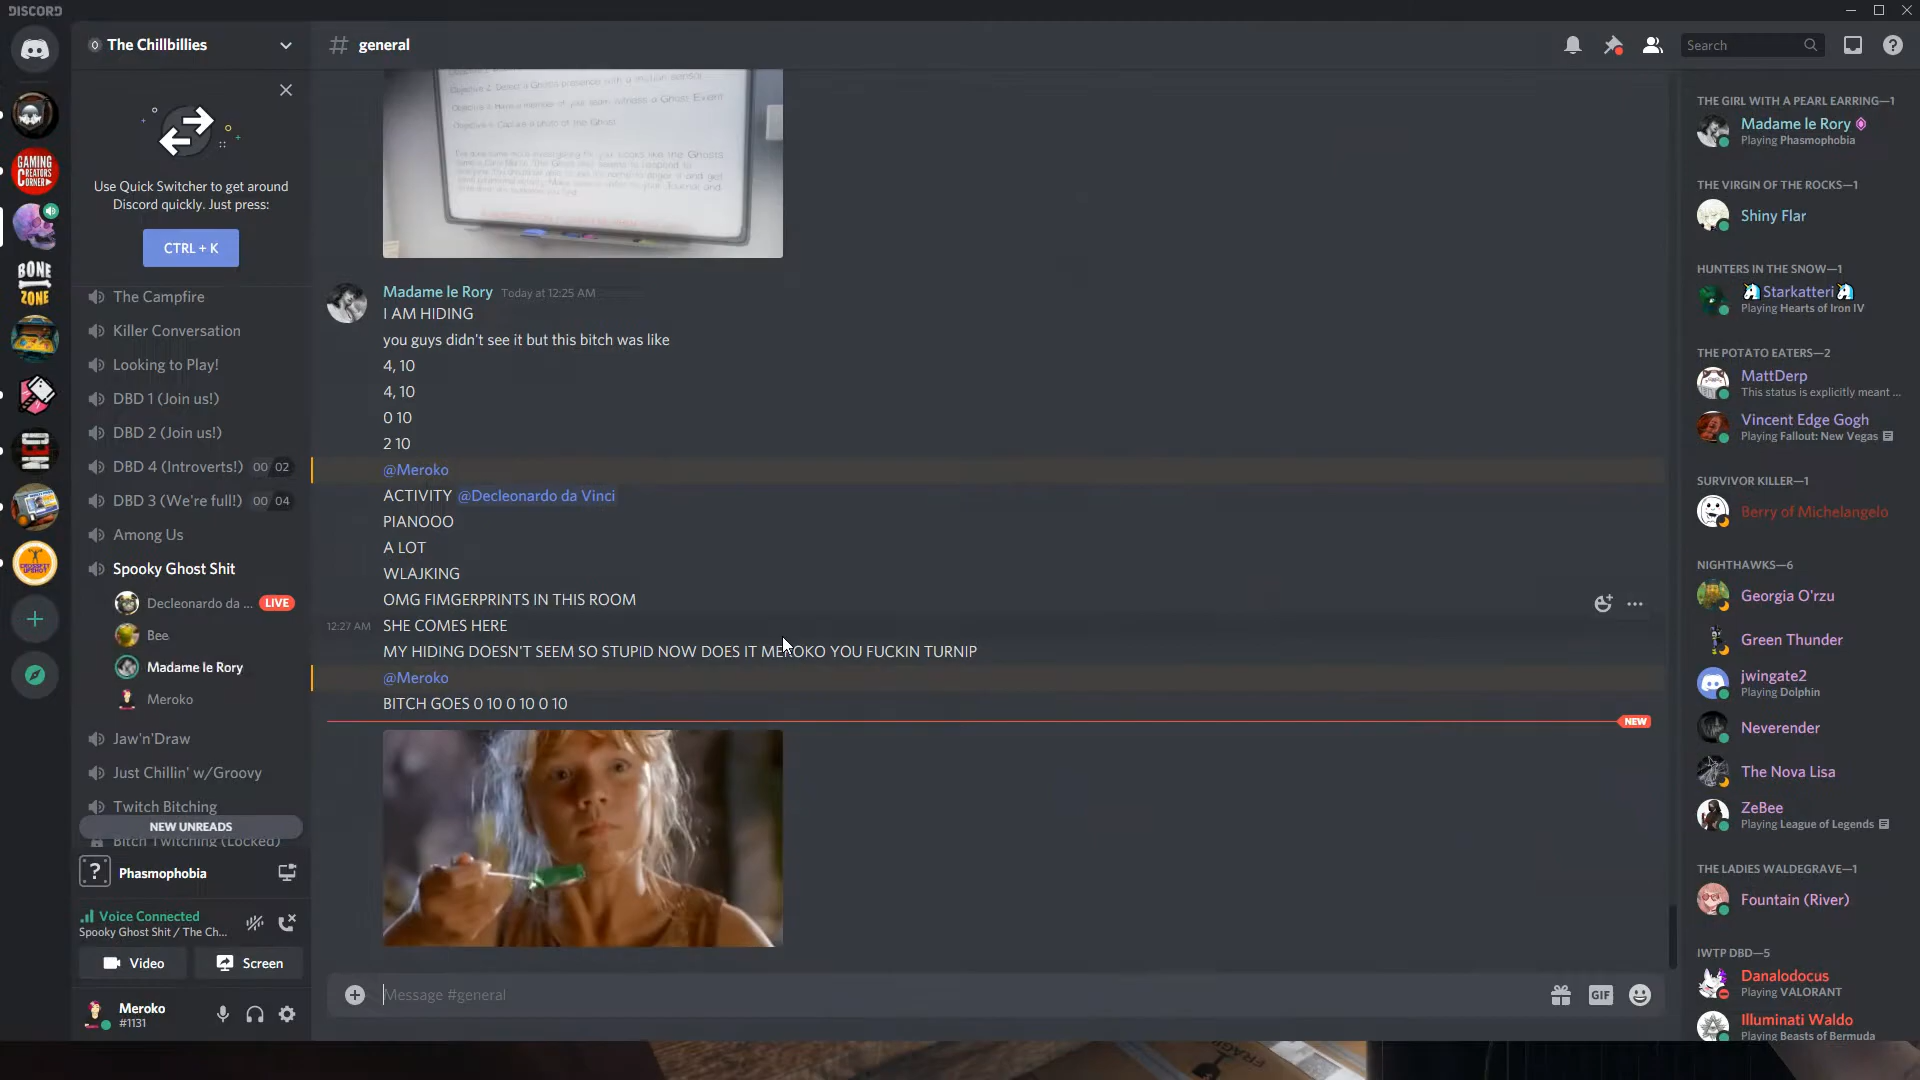 DISCORD
The Chillbillies
Use Quick Switcher to get around
Discord quickly. Just press:
CTRL + K
GAMING
CREATORS
CORNER
BONE
ZONE
The Campfire
Killer Conversation
Looking to Play!
DBD 1 (Join us!)
DBD 2 (Join us!)
DBD 4 (Introverts!) 00 02
DBD 3 (We're full!) 00 04
Among Us
Spooky Ghost Shit
Decleonardo da ... LIVE
Bee
Madame le Rory
Meroko
Jaw'n'Draw
Just Chillin' w/Groovy
Twitch Bitching
NEW UNREADS
Bitch Twitching (Locked)
? Phasmophobia
Voice Connected
Spooky Ghost Shit / The Ch...
Video
Screen
Meroko
#1131
# general
Search
Madame le Rory Today at 12:25 AM
I AM HIDING
you guys didn't see it but this bitch was like
4, 10
4, 10
0 10
2 10
@Meroko
ACTIVITY @Decleonardo da Vinci
PIANOOO
A LOT
WLAJKING
OMG FIMGERPRINTS IN THIS ROOM
12:27 AM SHE COMES HERE
MY HIDING DOESN'T SEEM SO STUPID NOW DOES IT MEROKO YOU FUCKIN TURNIP
@Meroko
BITCH GOES 0 10 0 10 0 10
NEW
Message #general
GIF
THE GIRL WITH A PEARL EARRING—1
Madame le Rory
Playing Phasmophobia
THE VIRGIN OF THE ROCKS—1
Shiny Flar
HUNTERS IN THE SNOW—1
🦄Starkatteri🦄
Playing Hearts of Iron IV
THE POTATO EATERS—2
MattDerp
This status is explicitly meant ...
Vincent Edge Gogh
Playing Fallout: New Vegas
SURVIVOR KILLER—1
Berry of Michelangelo
NIGHTHAWKS—6
Georgia O'rzu
Green Thunder
jwingate2
Playing Dolphin
Neverender
The Nova Lisa
ZeBee
Playing League of Legends
THE LADIES WALDEGRAVE—1
Fountain (River)
IWTP DBD—5
Danalodocus
Playing VALORANT
Illuminati Waldo
Playing Beasts of Bermuda